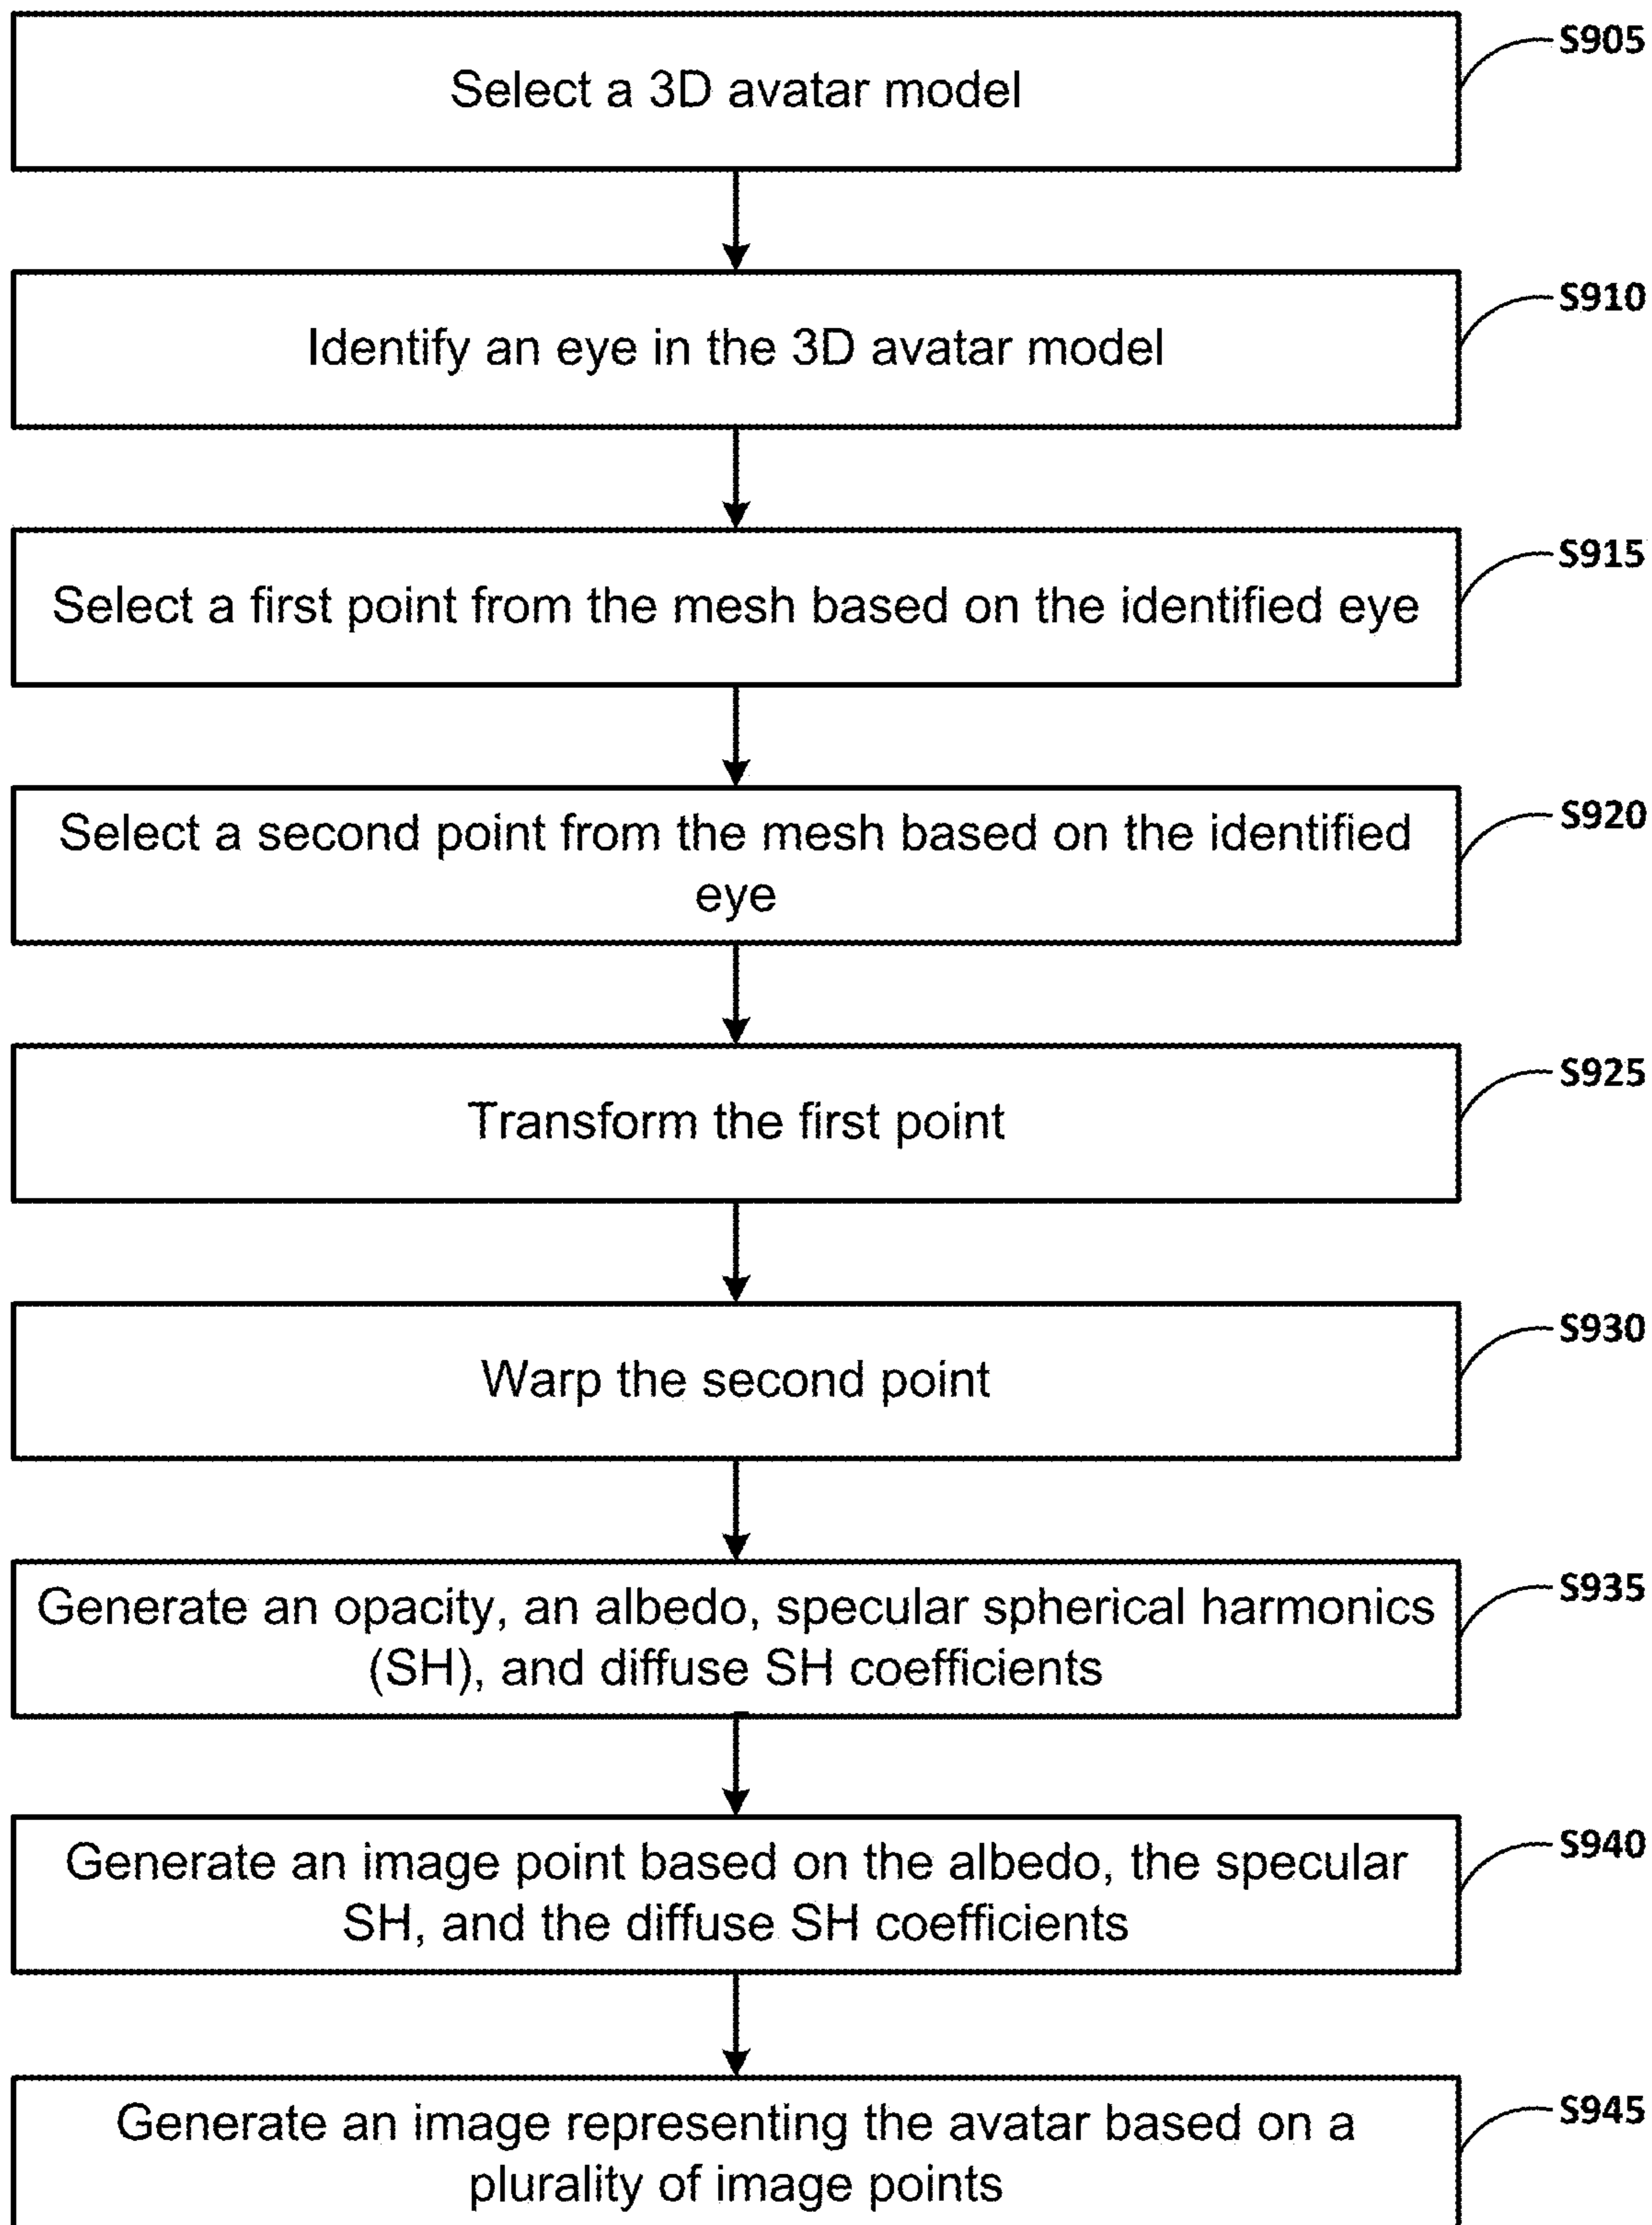 Select a 3D avatar model
S905
Identify an eye in the 3D avatar model
S910
Select a first point from the mesh based on the identified eye
S915
Select a second point from the mesh based on the identified
eye
S920
Transform the first point
S925
Warp the second point
S930
Generate an opacity, an albedo, specular spherical harmonics
(SH), and diffuse SH coefficients
S935
Generate an image point based on the albedo, the specular
SH, and the diffuse SH coefficients
S940
Generate an image representing the avatar based on a
plurality of image points
S945